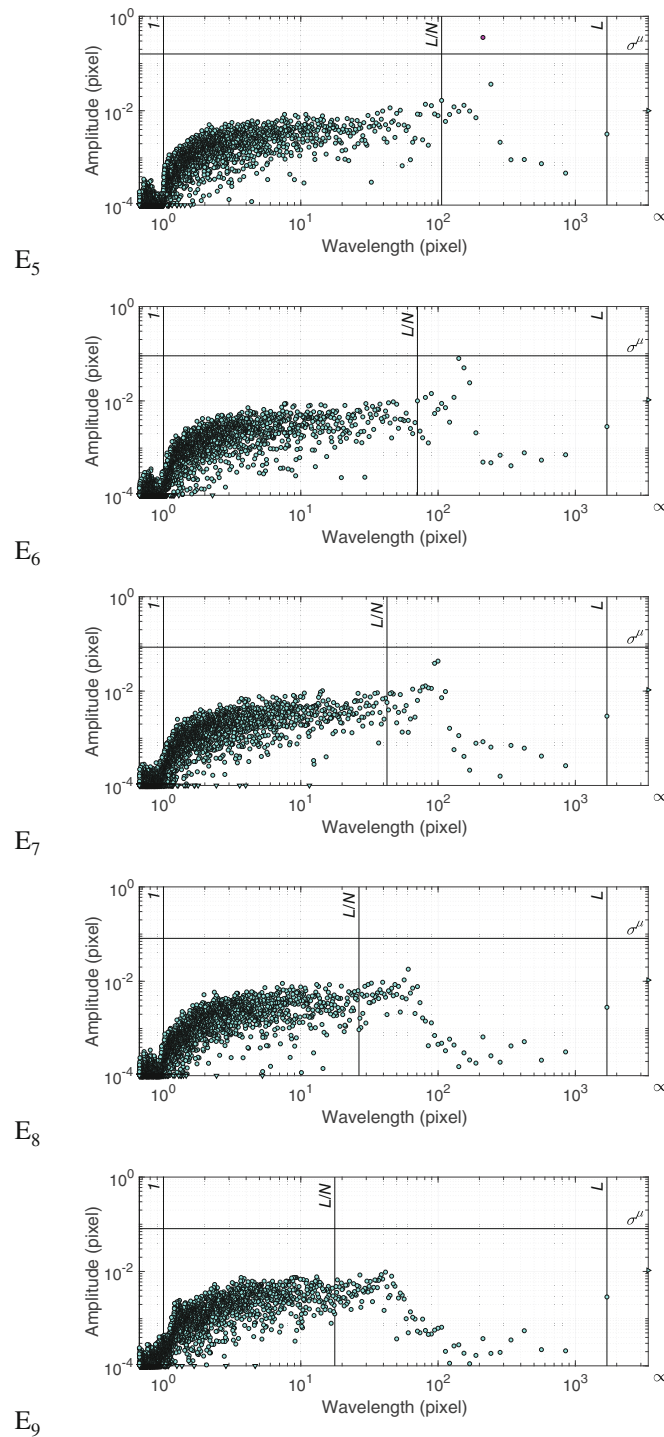 1
L/N
L
σ^μ
10^0
10^-2
10^-4
Amplitude (pixel)
10^0
10^1
10^2
10^3
∞
Wavelength (pixel)
E5
1
L/N
L
σ^μ
10^0
10^-2
10^-4
Amplitude (pixel)
10^0
10^1
10^2
10^3
∞
Wavelength (pixel)
E6
1
L/N
L
σ^μ
10^0
10^-2
10^-4
Amplitude (pixel)
10^0
10^1
10^2
10^3
∞
Wavelength (pixel)
E7
1
L/N
L
σ^μ
10^0
10^-2
10^-4
Amplitude (pixel)
10^0
10^1
10^2
10^3
∞
Wavelength (pixel)
E8
1
L/N
L
σ^μ
10^0
10^-2
10^-4
Amplitude (pixel)
10^0
10^1
10^2
10^3
∞
Wavelength (pixel)
E9